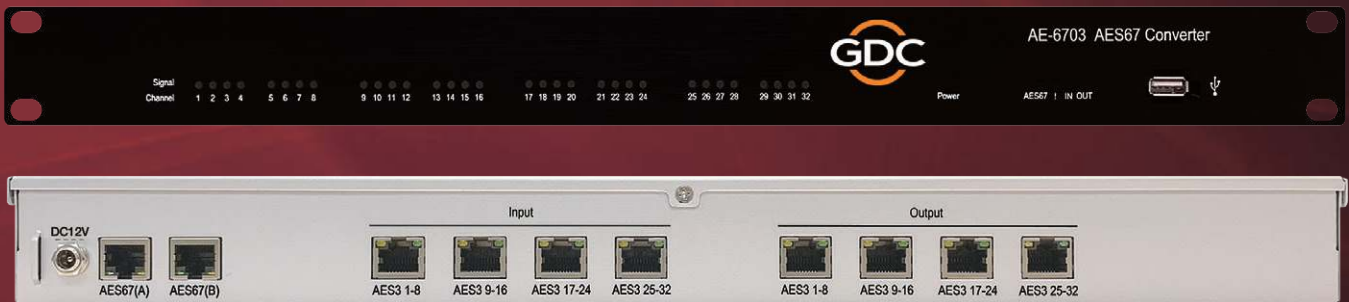 GDC
AE-6703 AES67 Converter
Signal
Channel 1 2 3 4 5 6 7 8 9 10 11 12 13 14 15 16 17 18 19 20 21 22 23 24 25 26 27 28 29 30 31 32
Power
AES67 ! IN OUT
Input
Output
DC12V
AES67(A) AES67(B) AES3 1-8 AES3 9-16 AES3 17-24 AES3 25-32 AES3 1-8 AES3 9-16 AES3 17-24 AES3 25-32